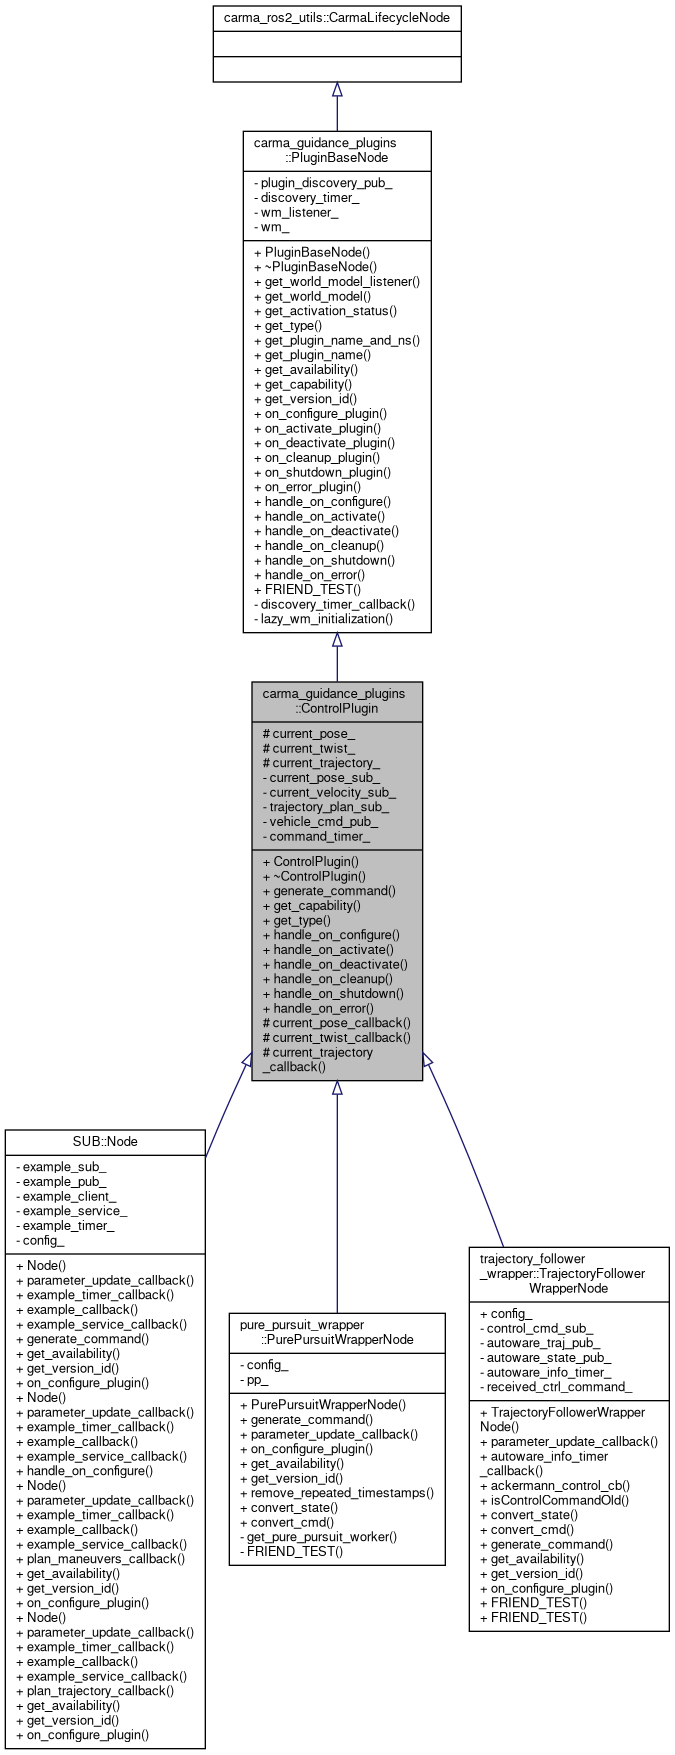 carma_ros2_utils::CarmaLifecycleNode
carma_guidance_plugins
::PluginBaseNode
- plugin_discovery_pub_
- discovery_timer_
- wm_listener_
- wm_
+ PluginBaseNode()
+ ~PluginBaseNode()
+ get_world_model_listener()
+ get_world_model()
+ get_activation_status()
+ get_type()
+ get_plugin_name_and_ns()
+ get_plugin_name()
+ get_availability()
+ get_capability()
+ get_version_id()
+ on_configure_plugin()
+ on_activate_plugin()
+ on_deactivate_plugin()
+ on_cleanup_plugin()
+ on_shutdown_plugin()
+ on_error_plugin()
+ handle_on_configure()
+ handle_on_activate()
+ handle_on_deactivate()
+ handle_on_cleanup()
+ handle_on_shutdown()
+ handle_on_error()
+ FRIEND_TEST()
- discovery_timer_callback()
- lazy_wm_initialization()
carma_guidance_plugins
::ControlPlugin
# current_pose_
# current_twist_
# current_trajectory_
- current_pose_sub_
- current_velocity_sub_
- trajectory_plan_sub_
- vehicle_cmd_pub_
- command_timer_
+ ControlPlugin()
+ ~ControlPlugin()
+ generate_command()
+ get_capability()
+ get_type()
+ handle_on_configure()
+ handle_on_activate()
+ handle_on_deactivate()
+ handle_on_cleanup()
+ handle_on_shutdown()
+ handle_on_error()
# current_pose_callback()
# current_twist_callback()
# current_trajectory
_callback()
SUB::Node
- example_sub_
- example_pub_
- example_client_
- example_service_
- example_timer_
- config_
+ Node()
+ parameter_update_callback()
+ example_timer_callback()
+ example_callback()
+ example_service_callback()
+ generate_command()
+ get_availability()
+ get_version_id()
+ on_configure_plugin()
+ Node()
+ parameter_update_callback()
+ example_timer_callback()
+ example_callback()
+ example_service_callback()
+ handle_on_configure()
+ Node()
+ parameter_update_callback()
+ example_timer_callback()
+ example_callback()
+ example_service_callback()
+ plan_maneuvers_callback()
+ get_availability()
+ get_version_id()
+ on_configure_plugin()
+ Node()
+ parameter_update_callback()
+ example_timer_callback()
+ example_callback()
+ example_service_callback()
+ plan_trajectory_callback()
+ get_availability()
+ get_version_id()
+ on_configure_plugin()
pure_pursuit_wrapper
::PurePursuitWrapperNode
- config_
- pp_
+ PurePursuitWrapperNode()
+ generate_command()
+ parameter_update_callback()
+ on_configure_plugin()
+ get_availability()
+ get_version_id()
+ remove_repeated_timestamps()
+ convert_state()
+ convert_cmd()
- get_pure_pursuit_worker()
- FRIEND_TEST()
trajectory_follower
_wrapper::TrajectoryFollower
WrapperNode
+ config_
- control_cmd_sub_
- autoware_traj_pub_
- autoware_state_pub_
- autoware_info_timer_
- received_ctrl_command_
+ TrajectoryFollowerWrapper
Node()
+ parameter_update_callback()
+ autoware_info_timer
_callback()
+ ackermann_control_cb()
+ isControlCommandOld()
+ convert_state()
+ convert_cmd()
+ generate_command()
+ get_availability()
+ get_version_id()
+ on_configure_plugin()
+ FRIEND_TEST()
+ FRIEND_TEST()